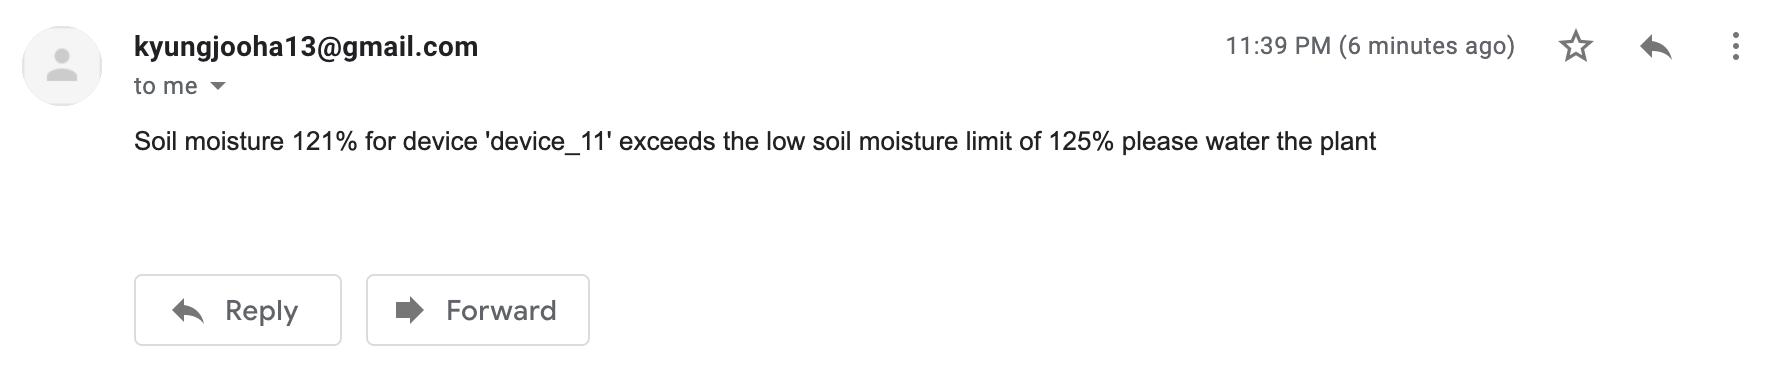 kyungjooha13@gmail.com
11:39 PM (6 minutes ago)
to me
Soil moisture 121% for device 'device_11' exceeds the low soil moisture limit of 125% please water the plant
Reply
Forward